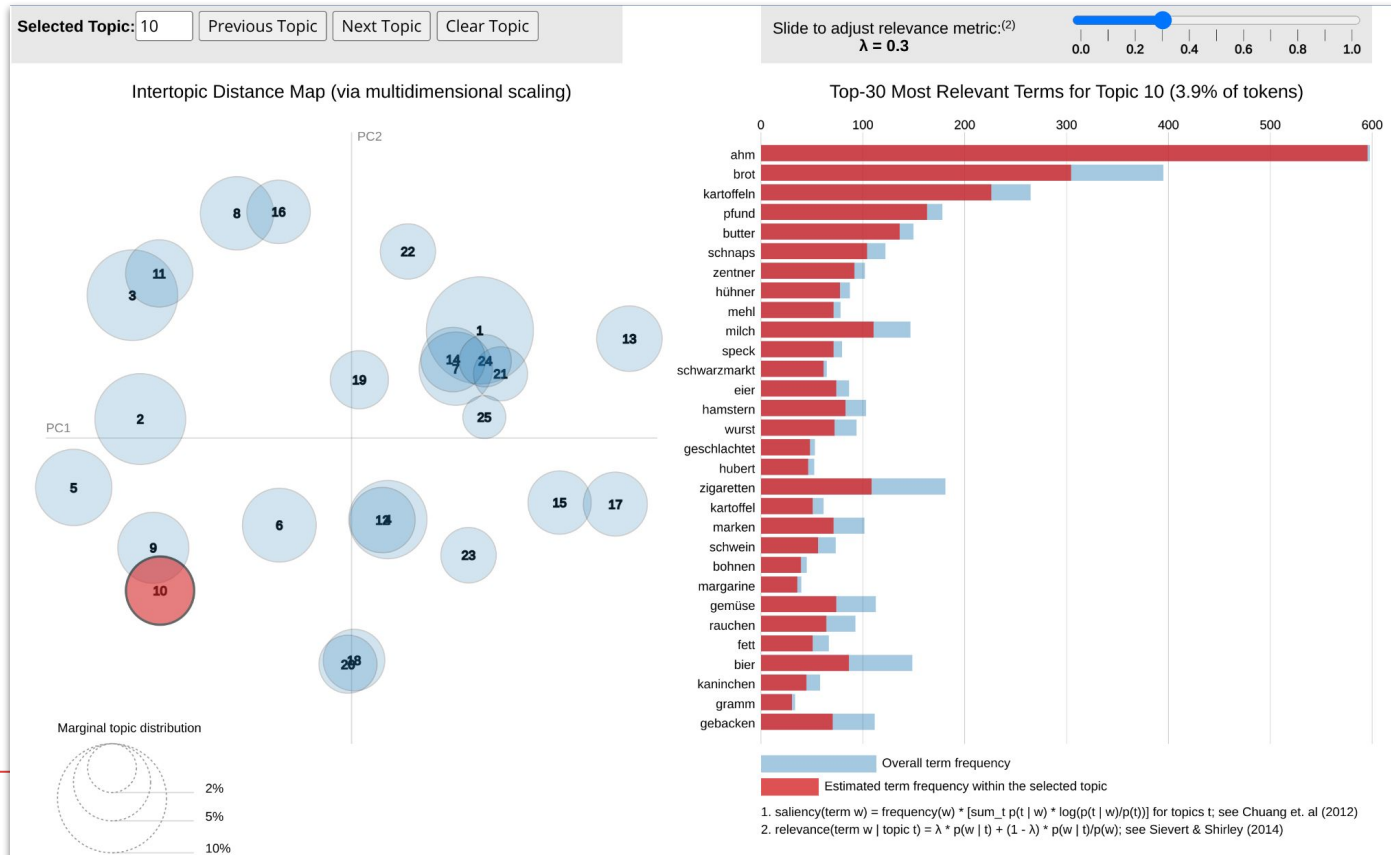 Selected Topic: 10 Previous Topic Next Topic Clear Topic
Slide to adjust relevance metric:(2)
λ = 0.3
0.0 0.2 0.4 0.6 0.8 1.0
Intertopic Distance Map (via multidimensional scaling)
PC2
PC1
8
16
22
11
3
1
13
14
24
7
21
19
2
25
5
15
17
6
12
4
9
23
10
18
20
Marginal topic distribution
2%
5%
10%
Top-30 Most Relevant Terms for Topic 10 (3.9% of tokens)
0 100 200 300 400 500 600
ahm
brot
kartoffeln
pfund
butter
schnaps
zentner
hühner
mehl
milch
speck
schwarzmarkt
eier
hamstern
wurst
geschlachtet
hubert
zigaretten
kartoffel
marken
schwein
bohnen
margarine
gemüse
rauchen
fett
bier
kaninchen
gramm
gebacken
Overall term frequency
Estimated term frequency within the selected topic
1. saliency(term w) = frequency(w) * [sum_t p(t | w) * log(p(t | w)/p(t))] for topics t; see Chuang et. al (2012)
2. relevance(term w | topic t) = λ * p(w | t) + (1 - λ) * p(w | t)/p(w); see Sievert & Shirley (2014)